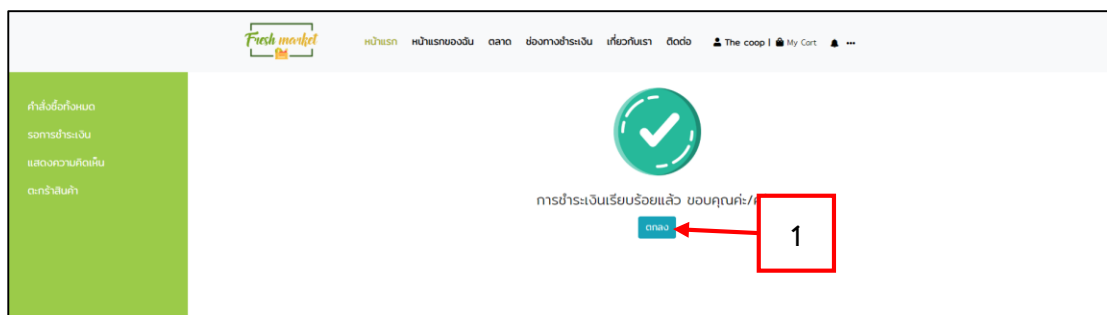 Fresh market
หน้าแรก หน้าแรกของฉัน ตลาด ช่องทางชำระเงิน เกี่ยวกับเรา ติดต่อ The coop | My Cart
คำสั่งซื้อทั้งหมด
รอการชำระเงิน
แสดงความคิดเห็น
ตะกร้าสินค้า
การชำระเงินเรียบร้อยแล้ว ขอบคุณค่ะ/
ตกลง
1